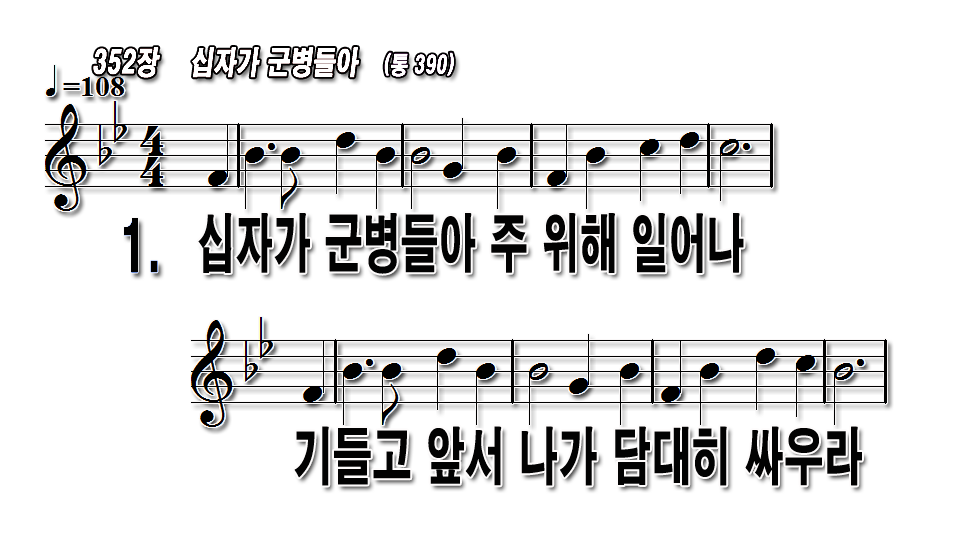 352장 십자가 군병들아 (통 390)
♩=108
4
4
1. 십자가 군병들아 주 위해 일어나
기들고 앞서 나가 담대히 싸우라